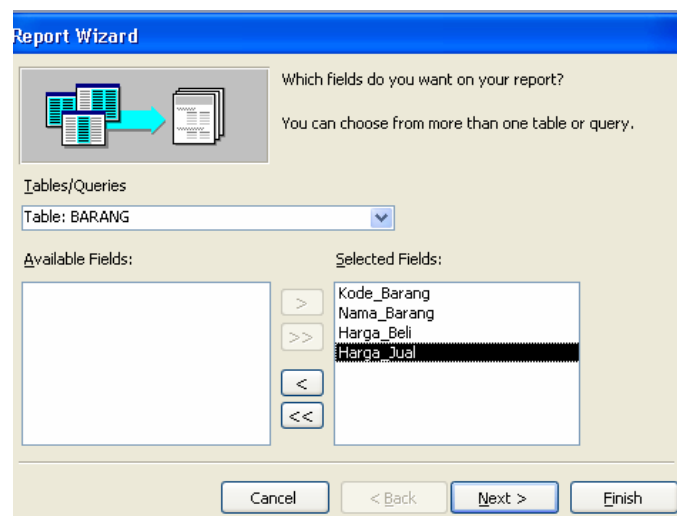 Report Wizard
Which fields do you want on your report?
You can choose from more than one table or query.
Tables/Queries
Table: BARANG
Available Fields:
Selected Fields:
>
>>
<
<<
Kode_Barang
Nama_Barang
Harga_Beli
Harga_Jual
Cancel
< Back
Next >
Finish